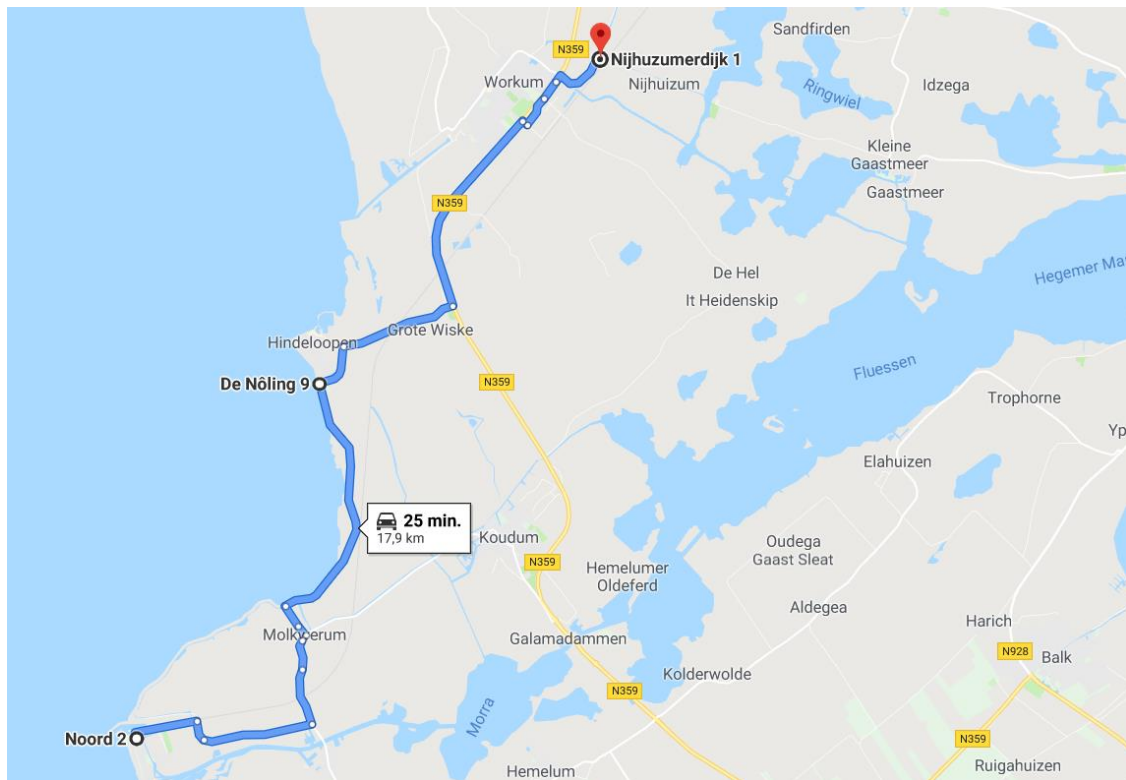 Sandfirden
N359
Nijhuzumerdijk 1
Workum
Nijhuizum
Ringwiel
Idzega
Kleine
Gaastmeer
Gaastmeer
N359
De Hel
It Heidenskip
Hegemer Mar
Hindeloopen
Grote Wiske
De Nôling 9
N359
Fluessen
Trophorne
Yp
Elahuizen
25 min.
17,9 km
Koudum
N359
Oudega
Gaast Sleat
Hemelumer
Oldeferd
Aldegea
Harich
Molkwerum
Galamadammen
N928
Balk
Kolderwolde
N359
Morra
Noord 2
N359
Ruigahuizen
Hemelum